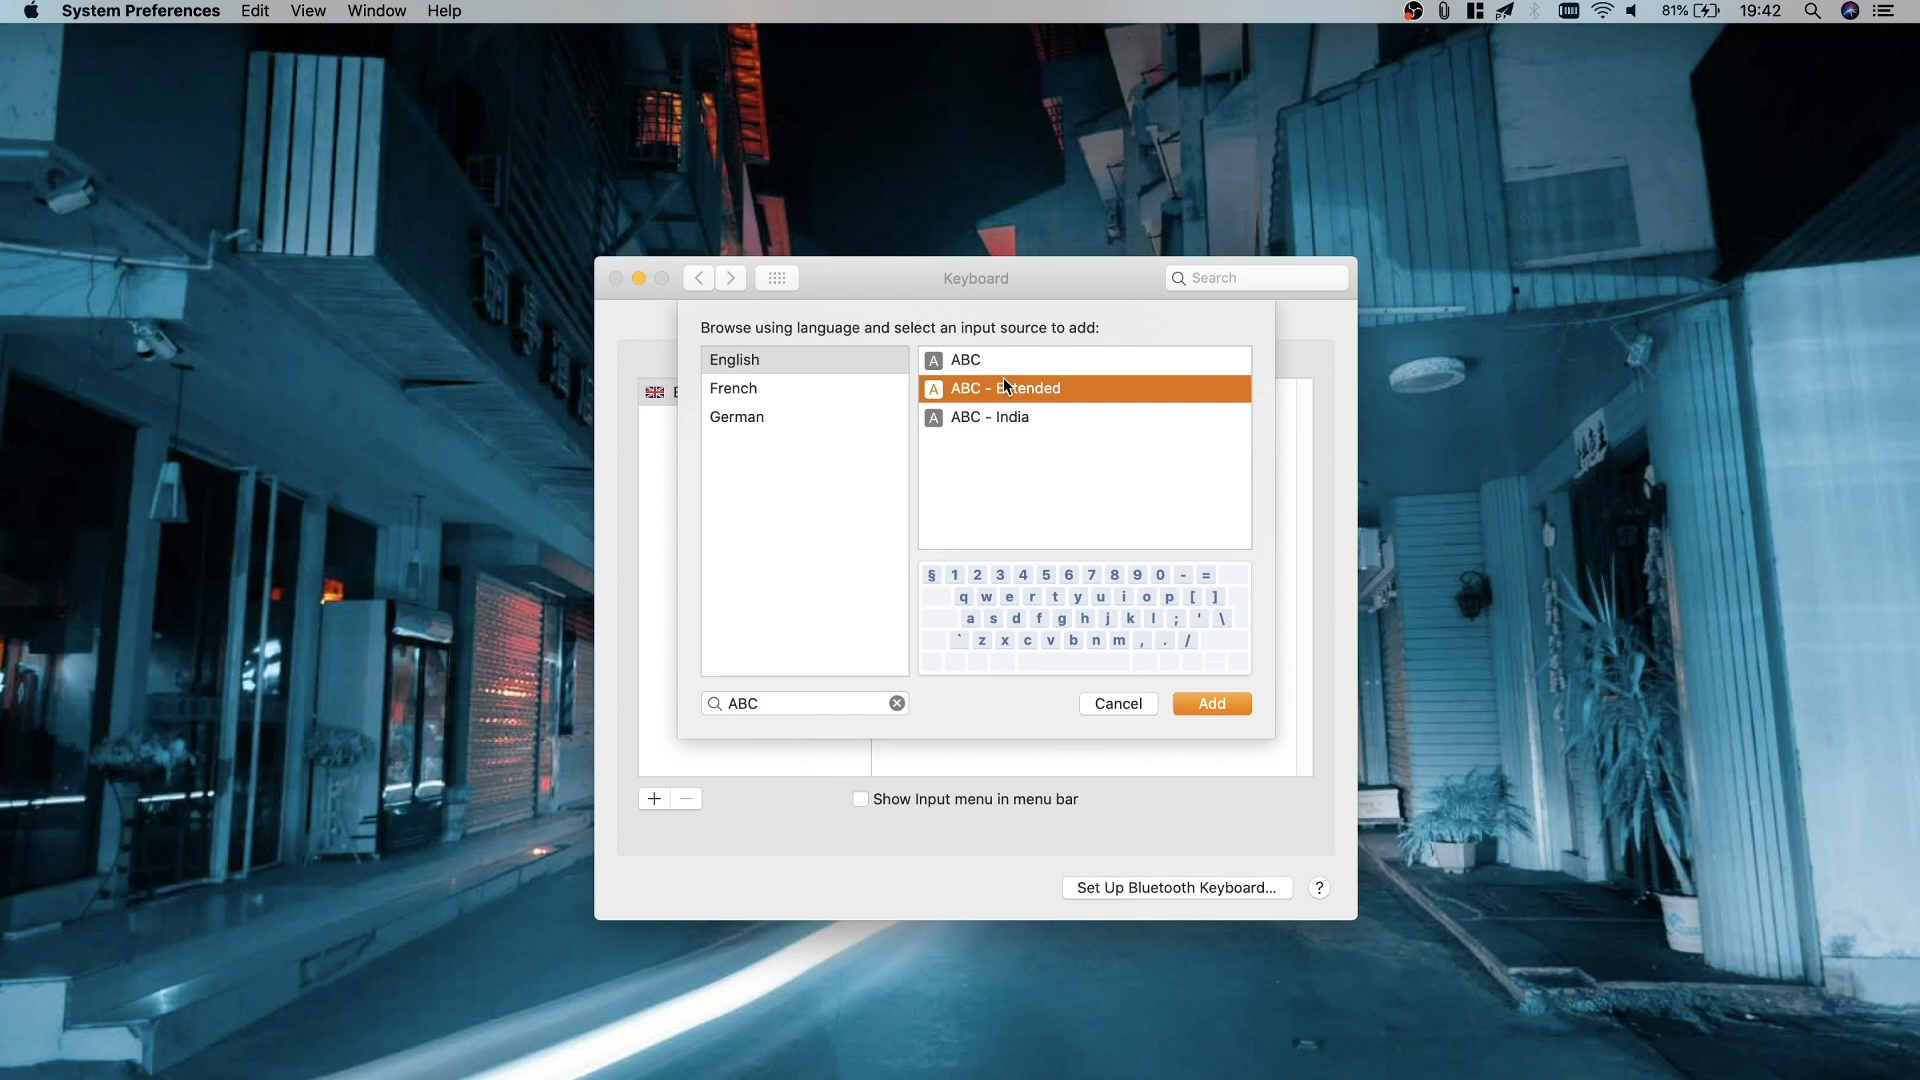 System Preferences Edit View Window Help
81% 19:42
Keyboard
Search
Browse using language and select an input source to add:
English
French
German
A ABC
A ABC - Extended
A ABC - India
§ 1 2 3 4 5 6 7 8 9 0 - =
q w e r t y u i o p [ ]
a s d f g h j k l ; ' \
` z x c v b n m , . /
ABC
Cancel
Add
+ −
Show Input menu in menu bar
Set Up Bluetooth Keyboard...
?